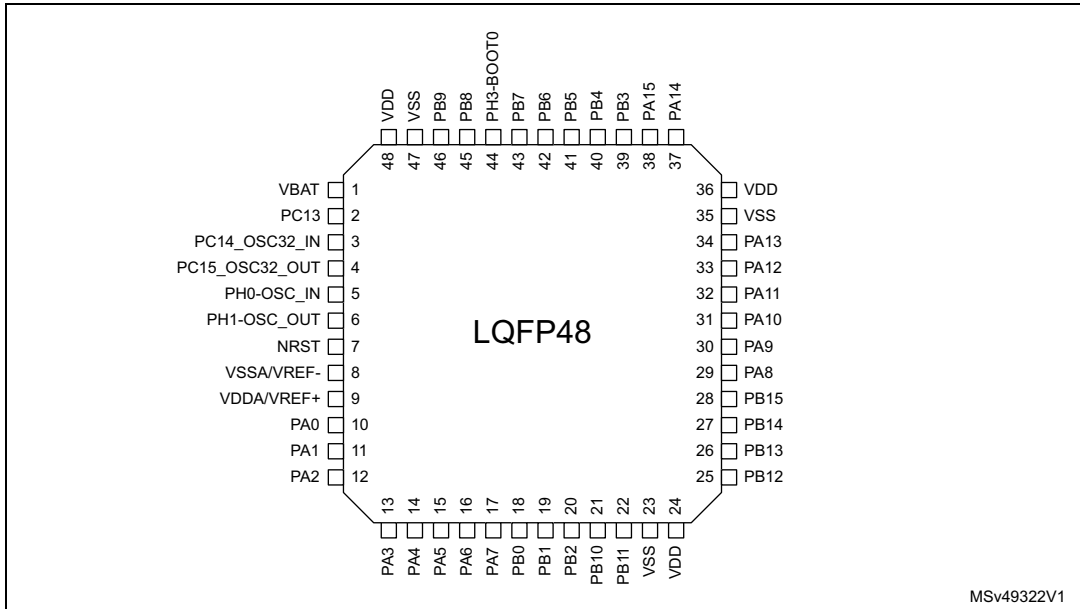 VDD
VSS
PB9
PB8
PH3-BOOT0
PB7
PB6
PB5
PB4
PB3
PA15
PA14
48
47
46
45
44
43
42
41
40
39
38
37
VBAT 1
PC13 2
PC14_OSC32_IN 3
PC15_OSC32_OUT 4
PH0-OSC_IN 5
PH1-OSC_OUT 6
NRST 7
VSSA/VREF- 8
VDDA/VREF+ 9
PA0 10
PA1 11
PA2 12
LQFP48
36 VDD
35 VSS
34 PA13
33 PA12
32 PA11
31 PA10
30 PA9
29 PA8
28 PB15
27 PB14
26 PB13
25 PB12
13
14
15
16
17
18
19
20
21
22
23
24
PA3
PA4
PA5
PA6
PA7
PB0
PB1
PB2
PB10
PB11
VSS
VDD
MSv49322V1